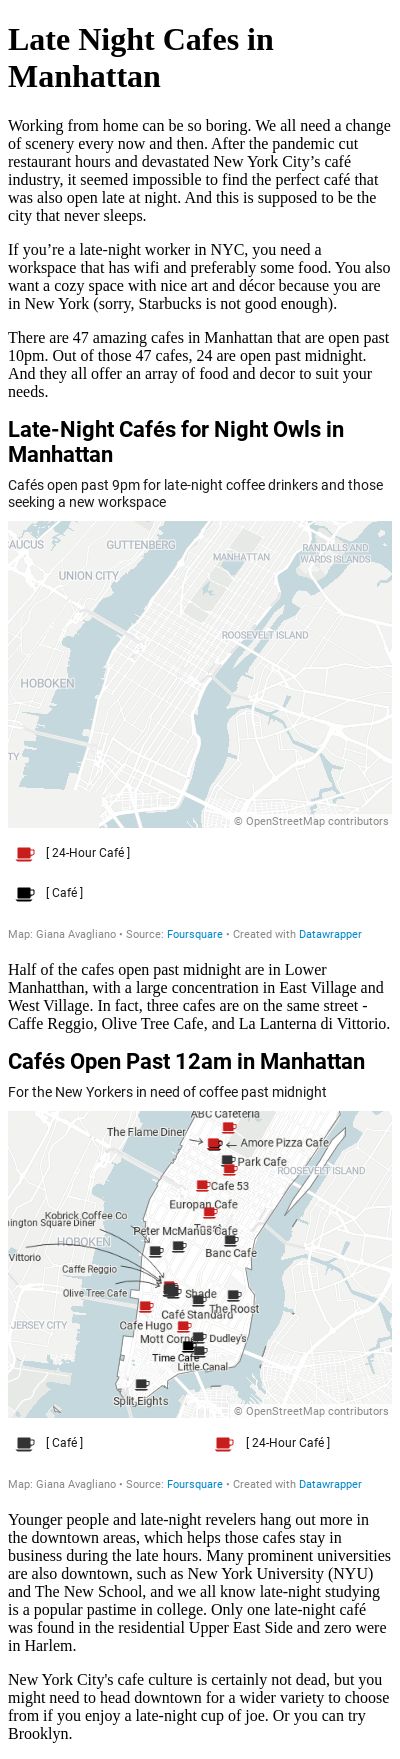 Late Night Cafes in
Manhattan
Working from home can be so boring. We all need a change
of scenery every now and then. After the pandemic cut
restaurant hours and devastated New York City’s café
industry, it seemed impossible to find the perfect café that
was also open late at night. And this is supposed to be the
city that never sleeps.
If you’re a late-night worker in NYC, you need a
workspace that has wifi and preferably some food. You also
want a cozy space with nice art and décor because you are
in New York (sorry, Starbucks is not good enough).
There are 47 amazing cafes in Manhattan that are open past
10pm. Out of those 47 cafes, 24 are open past midnight.
And they all offer an array of food and decor to suit your
needs.
Late-Night Cafés for Night Owls in
Manhattan
Cafés open past 9pm for late-night coffee drinkers and those
seeking a new workspace
AUCUS
GUTTENBERG
RANDALLS AND
WARDS ISLANDS
MANHATTAN
UNION CITY
ROOSEVELT ISLAND
HOBOKEN
TY
© OpenStreetMap contributors
[ 24-Hour Café ]
[ Café ]
Map: Giana Avagliano • Source: Foursquare • Created with Datawrapper
Half of the cafes open past midnight are in Lower
Manhatthan, with a large concentration in East Village and
West Village. In fact, three cafes are on the same street -
Caffe Reggio, Olive Tree Cafe, and La Lanterna di Vittorio.
Cafés Open Past 12am in Manhattan
For the New Yorkers in need of coffee past midnight
ABC Cafeteria
The Flame Diner
Amore Pizza Cafe
Park Cafe
ROOSEVELT ISLAND
Cafe 53
Europan Cafe
Kobrick Coffee Co
ington Square Diner
Peter McManus Cafe
HOBOKEN
Banc Cafe
Vittorio
Caffe Reggio
Olive Tree Cafe
Shade
The Roost
Café Standard
JERSEY CITY
Cafe Hugo
Mott Corner
Dudley's
Time Cafe
Little Canal
Split Eights
© OpenStreetMap contributors
[ Café ]
[ 24-Hour Café ]
Map: Giana Avagliano • Source: Foursquare • Created with Datawrapper
Younger people and late-night revelers hang out more in
the downtown areas, which helps those cafes stay in
business during the late hours. Many prominent universities
are also downtown, such as New York University (NYU)
and The New School, and we all know late-night studying
is a popular pastime in college. Only one late-night café
was found in the residential Upper East Side and zero were
in Harlem.
New York City's cafe culture is certainly not dead, but you
might need to head downtown for a wider variety to choose
from if you enjoy a late-night cup of joe. Or you can try
Brooklyn.